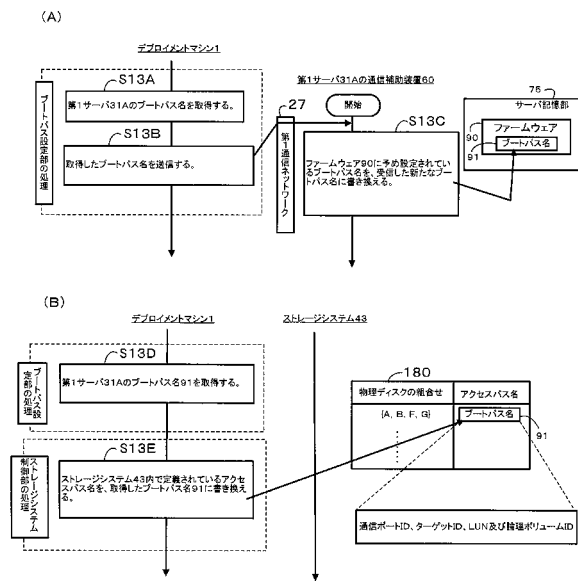 (A)
デプロイメントマシン1
S13A
第1サーバ31Aのブートパス名を取得する。
S13B
取得したブートパス名を送信する。
ブートパス設定部の処理
27
第1通信ネットワーク
第1サーバ31Aの通信補助装置60
開始
S13C
ファームウェア90に予め設定されているブートパス名を、受信した新たなブートパス名に書き換える。
76
サーバ記憶部
90
ファームウェア
91
ブートパス名
(B)
デプロイメントマシン1
ストレージシステム43
S13D
第1サーバ31Aのブートパス名91を取得する。
ブートパス設定部の処理
S13E
ストレージシステム43内で定義されているアクセスパス名を、取得したブートパス名91に書き換える。
ストレージシステム制御部の処理
180
物理ディスクの組合せ
アクセスパス名
{A, B, F, G}
ブートパス名
91
通信ポートID、ターゲットID、LUN及び論理ボリュームID